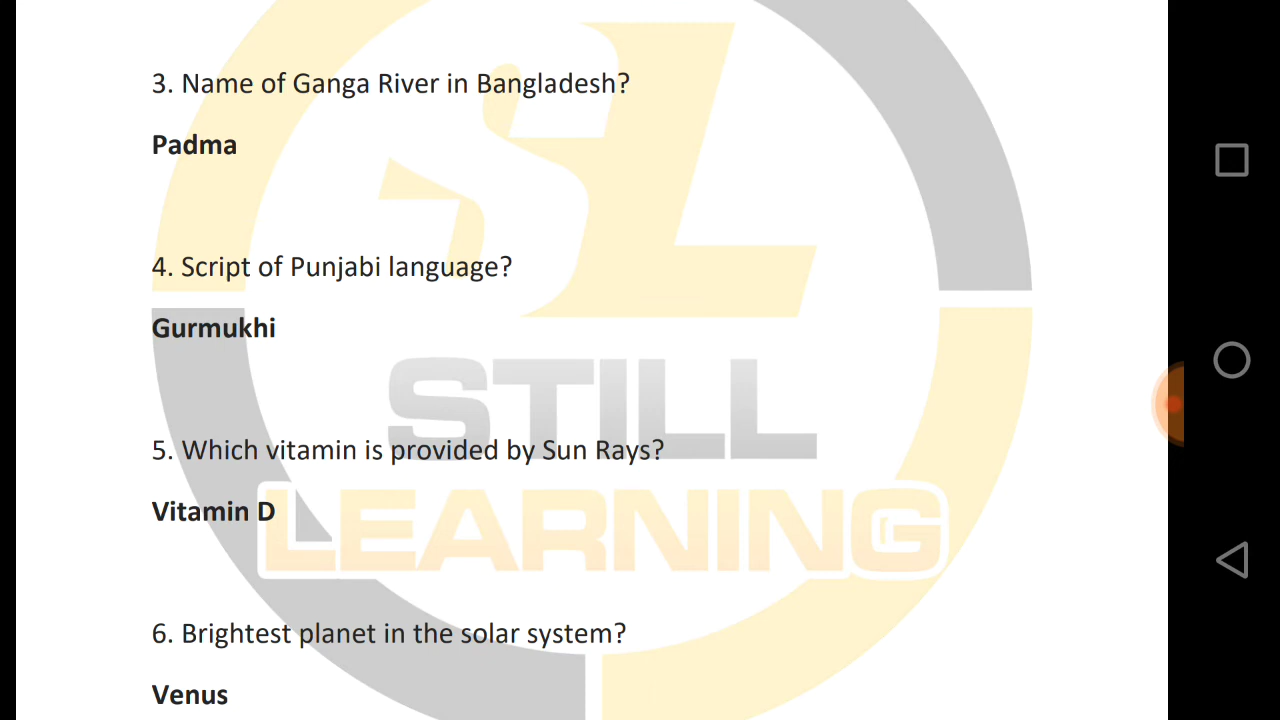 3. Name of Ganga River in Bangladesh?
Padma
4. Script of Punjabi language?
Gurmukhi
5. Which vitamin is provided by Sun Rays?
Vitamin D
6. Brightest planet in the solar system?
Venus
SL
STILL
LEARNING